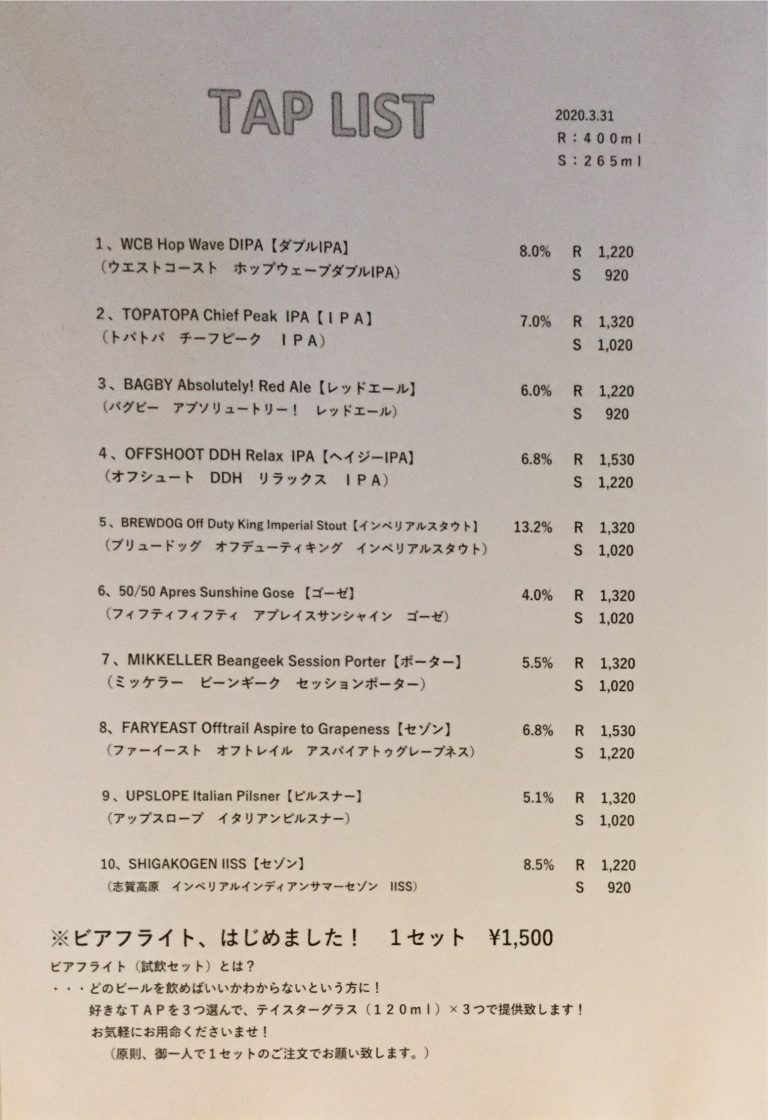 TAP LIST
2020.3.31
R：４００ｍｌ
S：２６５ｍｌ
1、WCB Hop Wave DIPA【ダブルIPA】 8.0% R 1,220
（ウエストコースト　ホップウェーブダブルIPA） S 920
2、TOPATOPA Chief Peak IPA【ＩＰＡ】 7.0% R 1,320
（トパトパ　チーフピーク　ＩＰＡ） S 1,020
3、BAGBY Absolutely! Red Ale【レッドエール】 6.0% R 1,220
（バグビー　アブソリュートリー！　レッドエール） S 920
4、OFFSHOOT DDH Relax IPA【ヘイジーIPA】 6.8% R 1,530
（オフシュート　DDH　リラックス　ＩＰＡ） S 1,220
5、BREWDOG Off Duty King Imperial Stout【インペリアルスタウト】 13.2% R 1,320
（ブリュードッグ　オフデューティキング　インペリアルスタウト） S 1,020
6、50/50 Apres Sunshine Gose 【ゴーゼ】 4.0% R 1,320
（フィフティフィフティ　アプレイスサンシャイン　ゴーゼ） S 1,020
7、MIKKELLER Beangeek Session Porter【ポーター】 5.5% R 1,320
（ミッケラー　ビーンギーク　セッションポーター） S 1,020
8、FARYEAST Offtrail Aspire to Grapeness【セゾン】 6.8% R 1,530
（ファーイースト　オフトレイル　アスパイアトゥグレープネス） S 1,220
9、UPSLOPE Italian Pilsner【ピルスナー】 5.1% R 1,320
（アップスロープ　イタリアンピルスナー） S 1,020
10、SHIGAKOGEN IISS【セゾン】 8.5% R 1,220
（志賀高原　インペリアルインディアンサマーセゾン　IISS） S 920
※ビアフライト、はじめました！　１セット　¥1,500
ビアフライト（試飲セット）とは？
・・・どのビールを飲めばいいかわからないという方に！
好きなＴＡＰを３つ選んで、テイスターグラス（１２０ｍｌ）×３つで提供致します！
お気軽にお用命くださいませ！
（原則、御一人で１セットのご注文でお願い致します。）